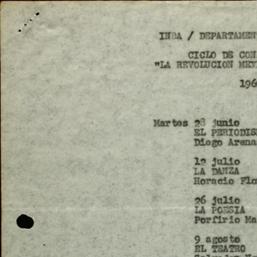 INBA / DEPARTAMEN
CICLO DE CON
"LA REVOLUCION MEX
196
Martes 28 junio
EL PERIODIS
Diego Arena
12 julio
LA DANZA
Horacio Flo
26 julio
LA POESIA
Porfirio Ma
9 agosto
EL TEATRO